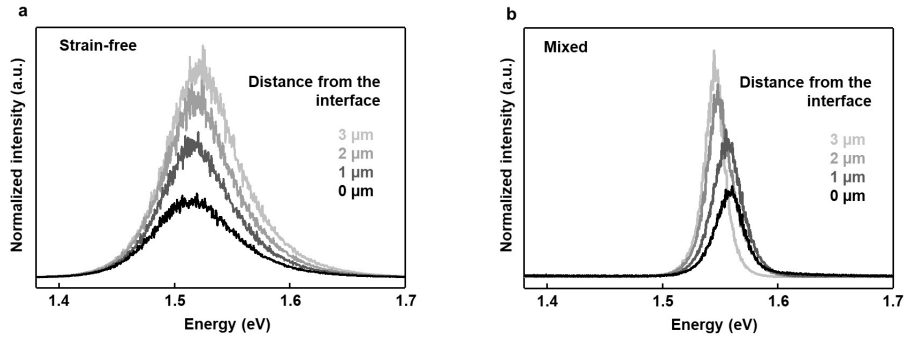 a
Strain-free
Distance from the
interface
3 μm
2 μm
1 μm
0 μm
Normalized intensity (a.u.)
1.4 1.5 1.6 1.7
Energy (eV)
b
Mixed
Distance from the
interface
3 μm
2 μm
1 μm
0 μm
Normalized intensity (a.u.)
1.4 1.5 1.6 1.7
Energy (eV)